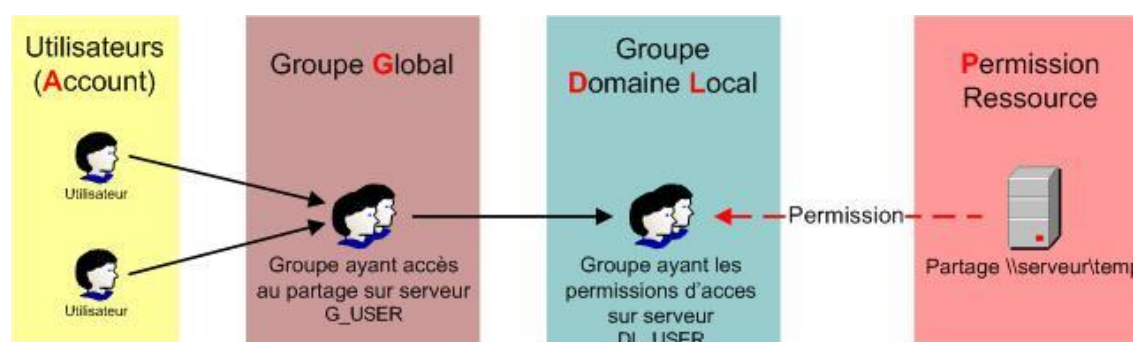 Utilisateurs
(Account)
Utilisateur
Utilisateur
Groupe Global
Groupe ayant accès
au partage sur serveur
G_USER
Groupe
Domaine Local
Groupe ayant les
permissions d'acces
sur serveur
DL_USER
Permission
Permission
Ressource
Partage \\serveur\temp